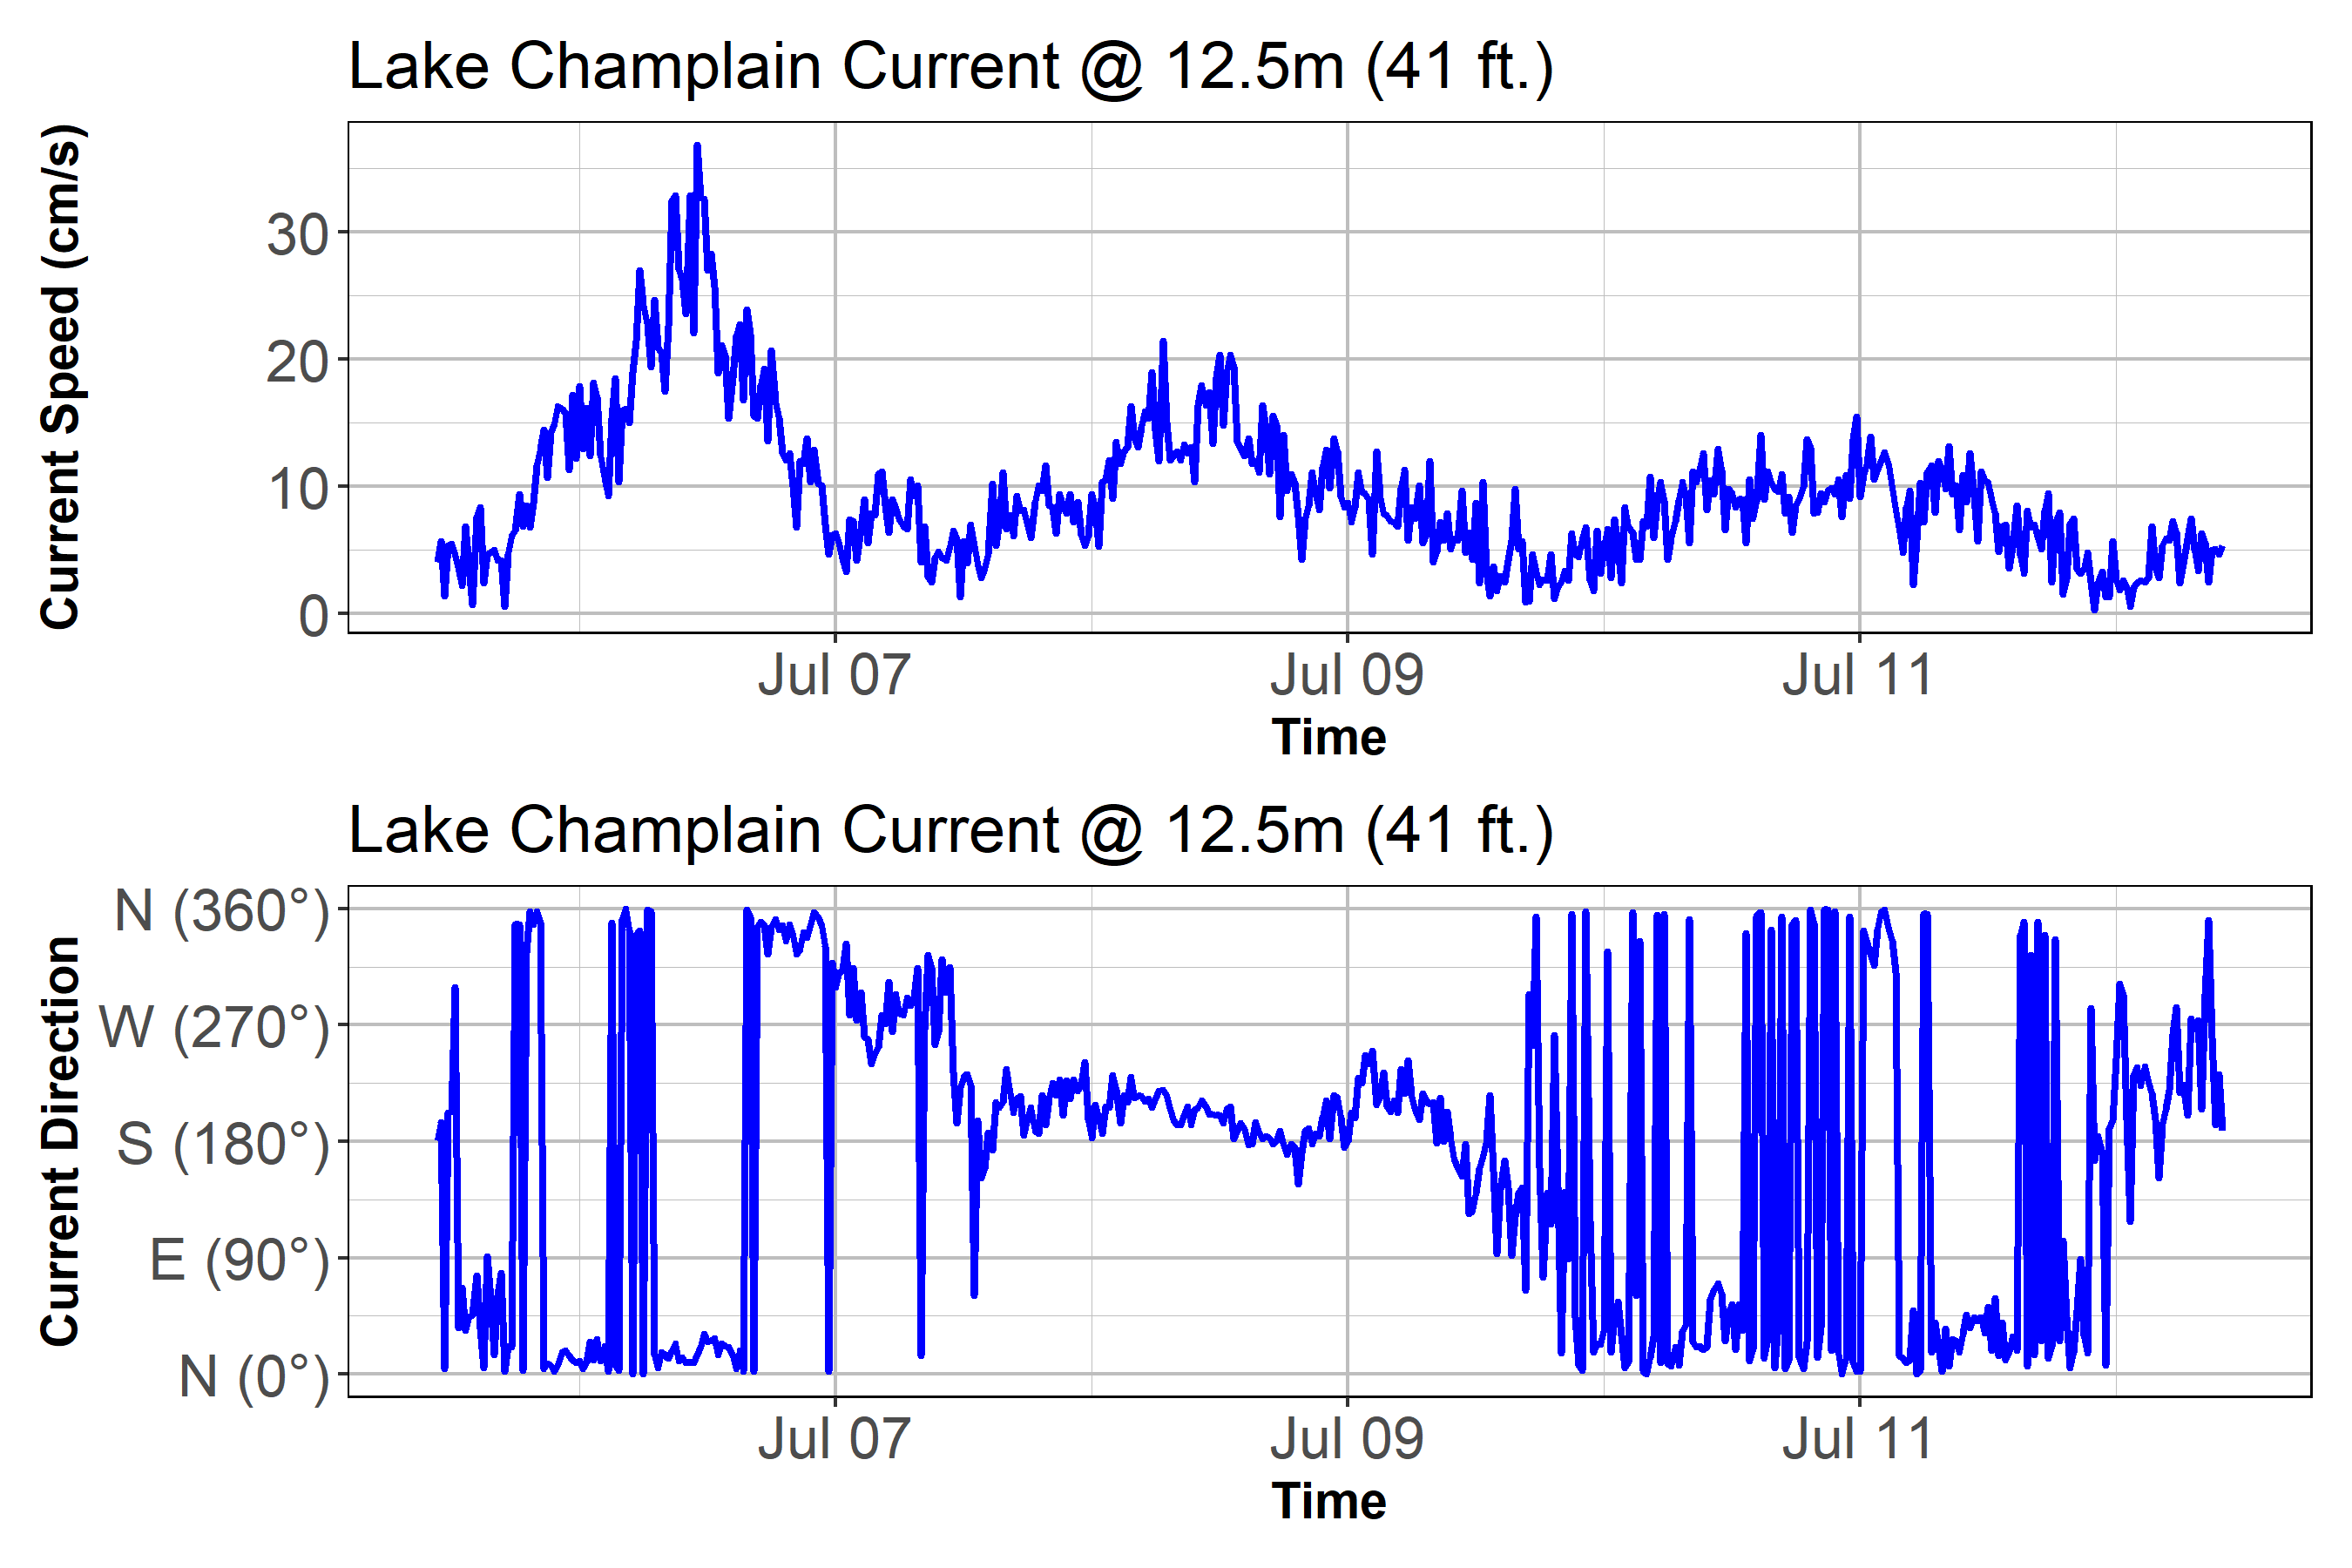 Lake Champlain Current @ 12.5m (41 ft.)
Current Speed (cm/s)
30
20
10
0
Jul 07
Jul 09
Jul 11
Time
Lake Champlain Current @ 12.5m (41 ft.)
Current Direction
N (360°)
W (270°)
S (180°)
E (90°)
N (0°)
Jul 07
Jul 09
Jul 11
Time